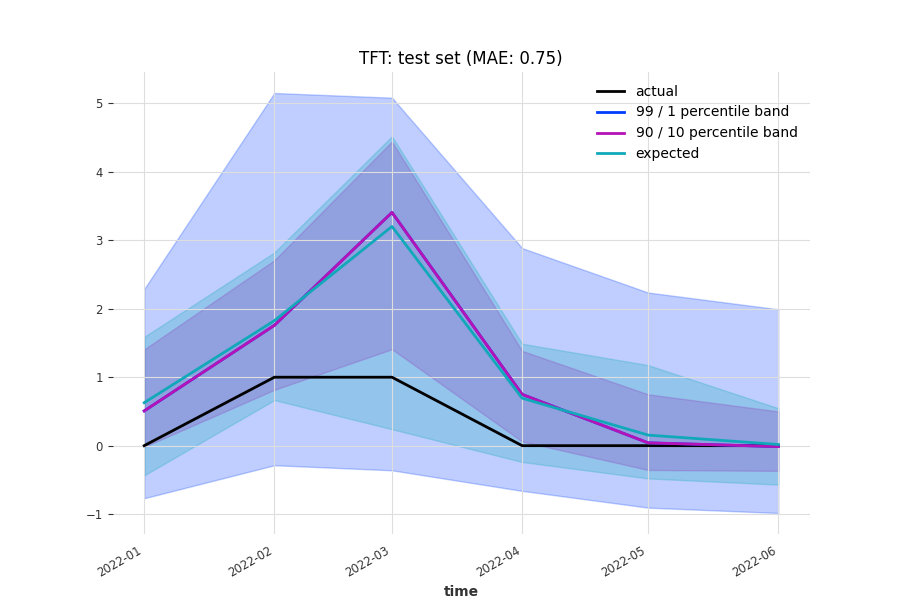 TFT: test set (MAE: 0.75)
actual
99 / 1 percentile band
90 / 10 percentile band
expected
5
4
3
2
1
0
−1
2022-01
2022-02
2022-03
2022-04
2022-05
2022-06
time